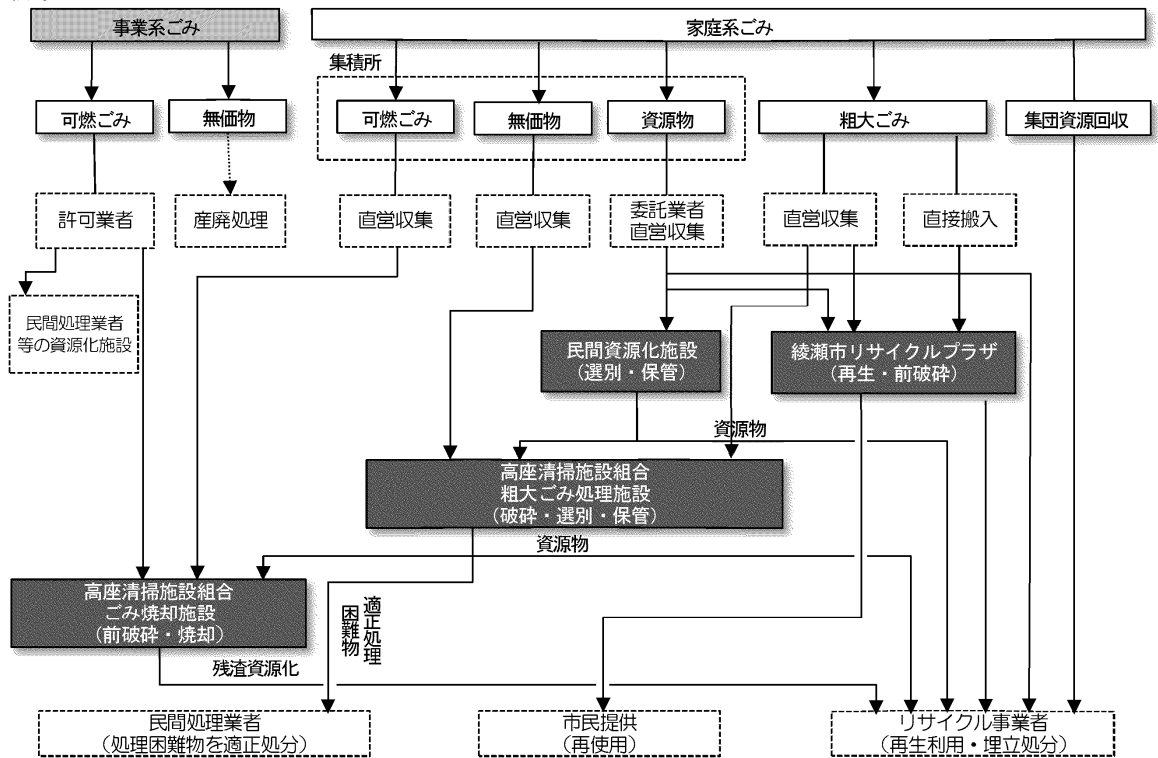 事業系ごみ
家庭系ごみ
集積所
可燃ごみ
無価物
可燃ごみ
無価物
資源物
粗大ごみ
集団資源回収
許可業者
産廃処理
直営収集
直営収集
委託業者
直営収集
直営収集
直接搬入
民間処理業者
等の資源化施設
民間資源化施設
（選別・保管）
綾瀬市リサイクルプラザ
（再生・前破砕）
資源物
高座清掃施設組合
粗大ごみ処理施設
（破砕・選別・保管）
資源物
高座清掃施設組合
ごみ焼却施設
（前破砕・焼却）
適正処理
困難物
残渣資源化
民間処理業者
（処理困難物を適正処分）
市民提供
（再使用）
リサイクル事業者
（再生利用・埋立処分）